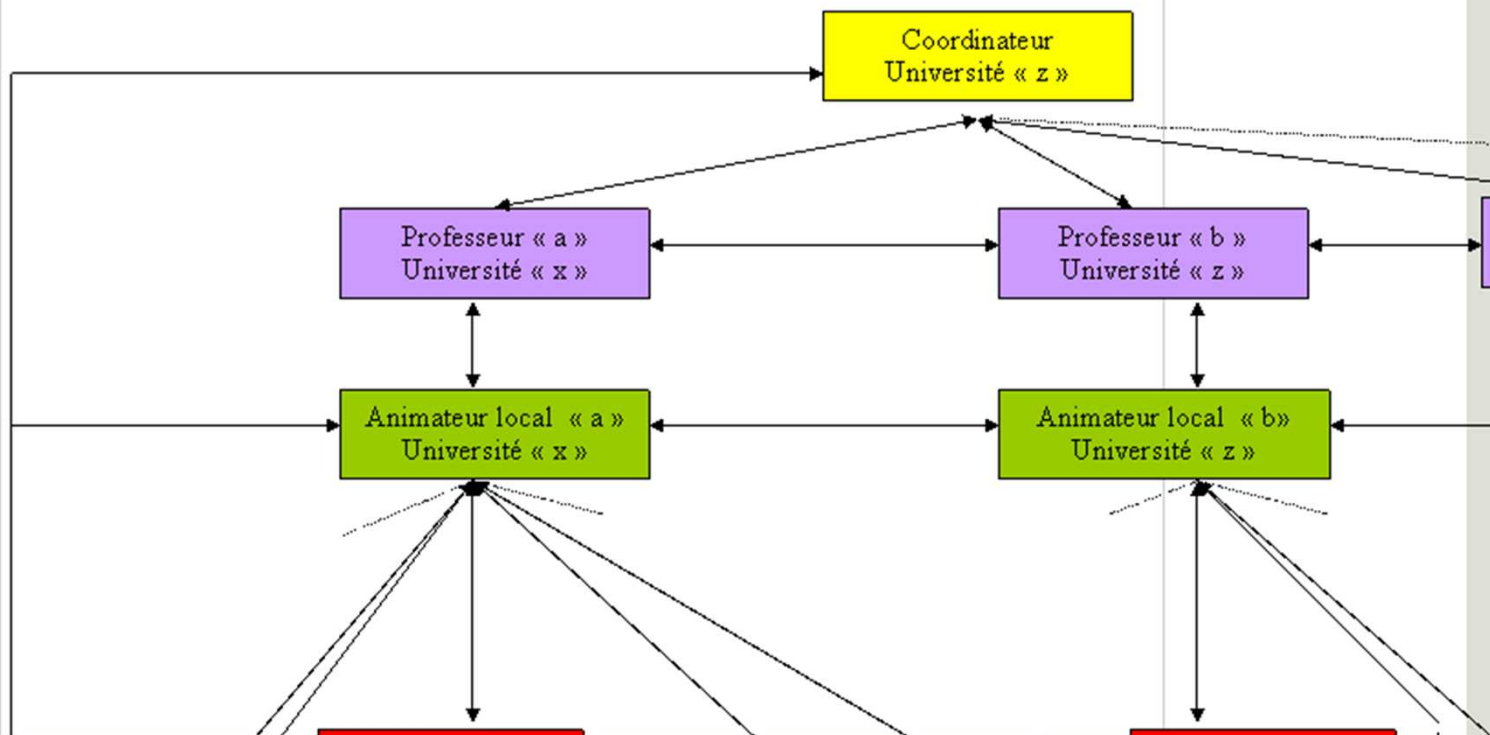 Coordinateur
Université « z »
Professeur « a »
Université « x »
Professeur « b »
Université « z »
Animateur local « a »
Université « x »
Animateur local « b»
Université « z »